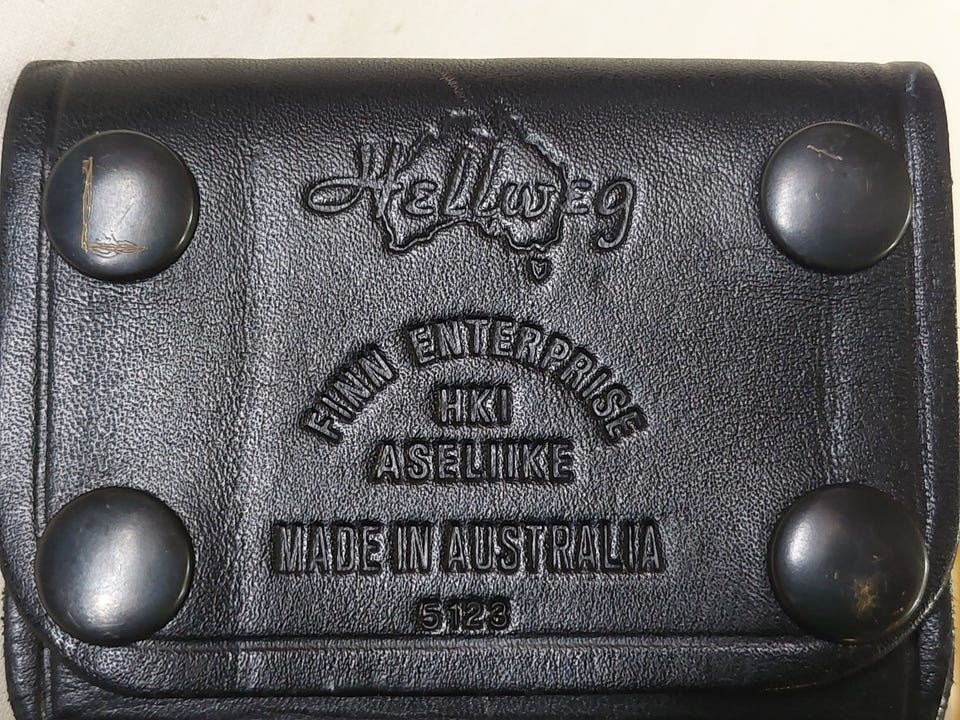 L
Hellweg
FINN ENTERPRISE
HKI
ASELIIKE
MADE IN AUSTRALIA
5123